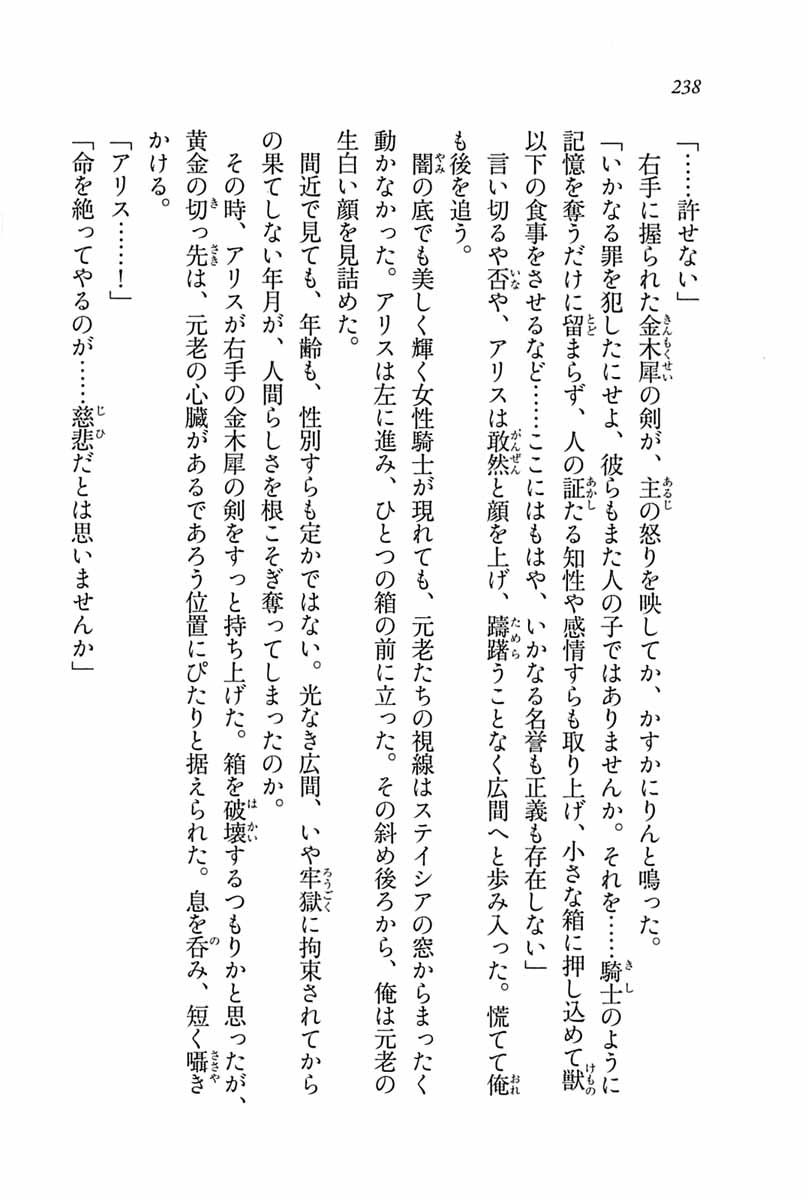 238
「……許せない」
右手に握られた金木犀の剣が、主の怒りを映してか、かすかにりんと鳴った。
「いかなる罪を犯したにせよ、彼らもまた人の子ではありませんか。それを……騎士のように
記憶を奪うだけに留まらず、人の証たる知性や感情すらも取り上げ、小さな箱に押し込めて獣
以下の食事をさせるなど……ここにはもはや、いかなる名誉も正義も存在しない」
言い切るや否や、アリスは敢然と顔を上げ、躊躇うことなく広間へと歩み入った。慌てて俺
も後を追う。
闇の底でも美しく輝く女性騎士が現れても、元老たちの視線はステイシアの窓からまったく
動かなかった。アリスは左に進み、ひとつの箱の前に立った。その斜め後ろから、俺は元老の
生白い顔を見詰めた。
間近で見ても、年齢も、性別すらも定かではない。光なき広間、いや牢獄に拘束されてから
の果てしない年月が、人間らしさを根こそぎ奪ってしまったのか。
その時、アリスが右手の金木犀の剣をすっと持ち上げた。箱を破壊するつもりかと思ったが、
黄金の切っ先は、元老の心臓があるであろう位置にぴたりと据えられた。息を呑み、短く囁き
かける。
「アリス……！」
「命を絶ってやるのが……慈悲だとは思いませんか」